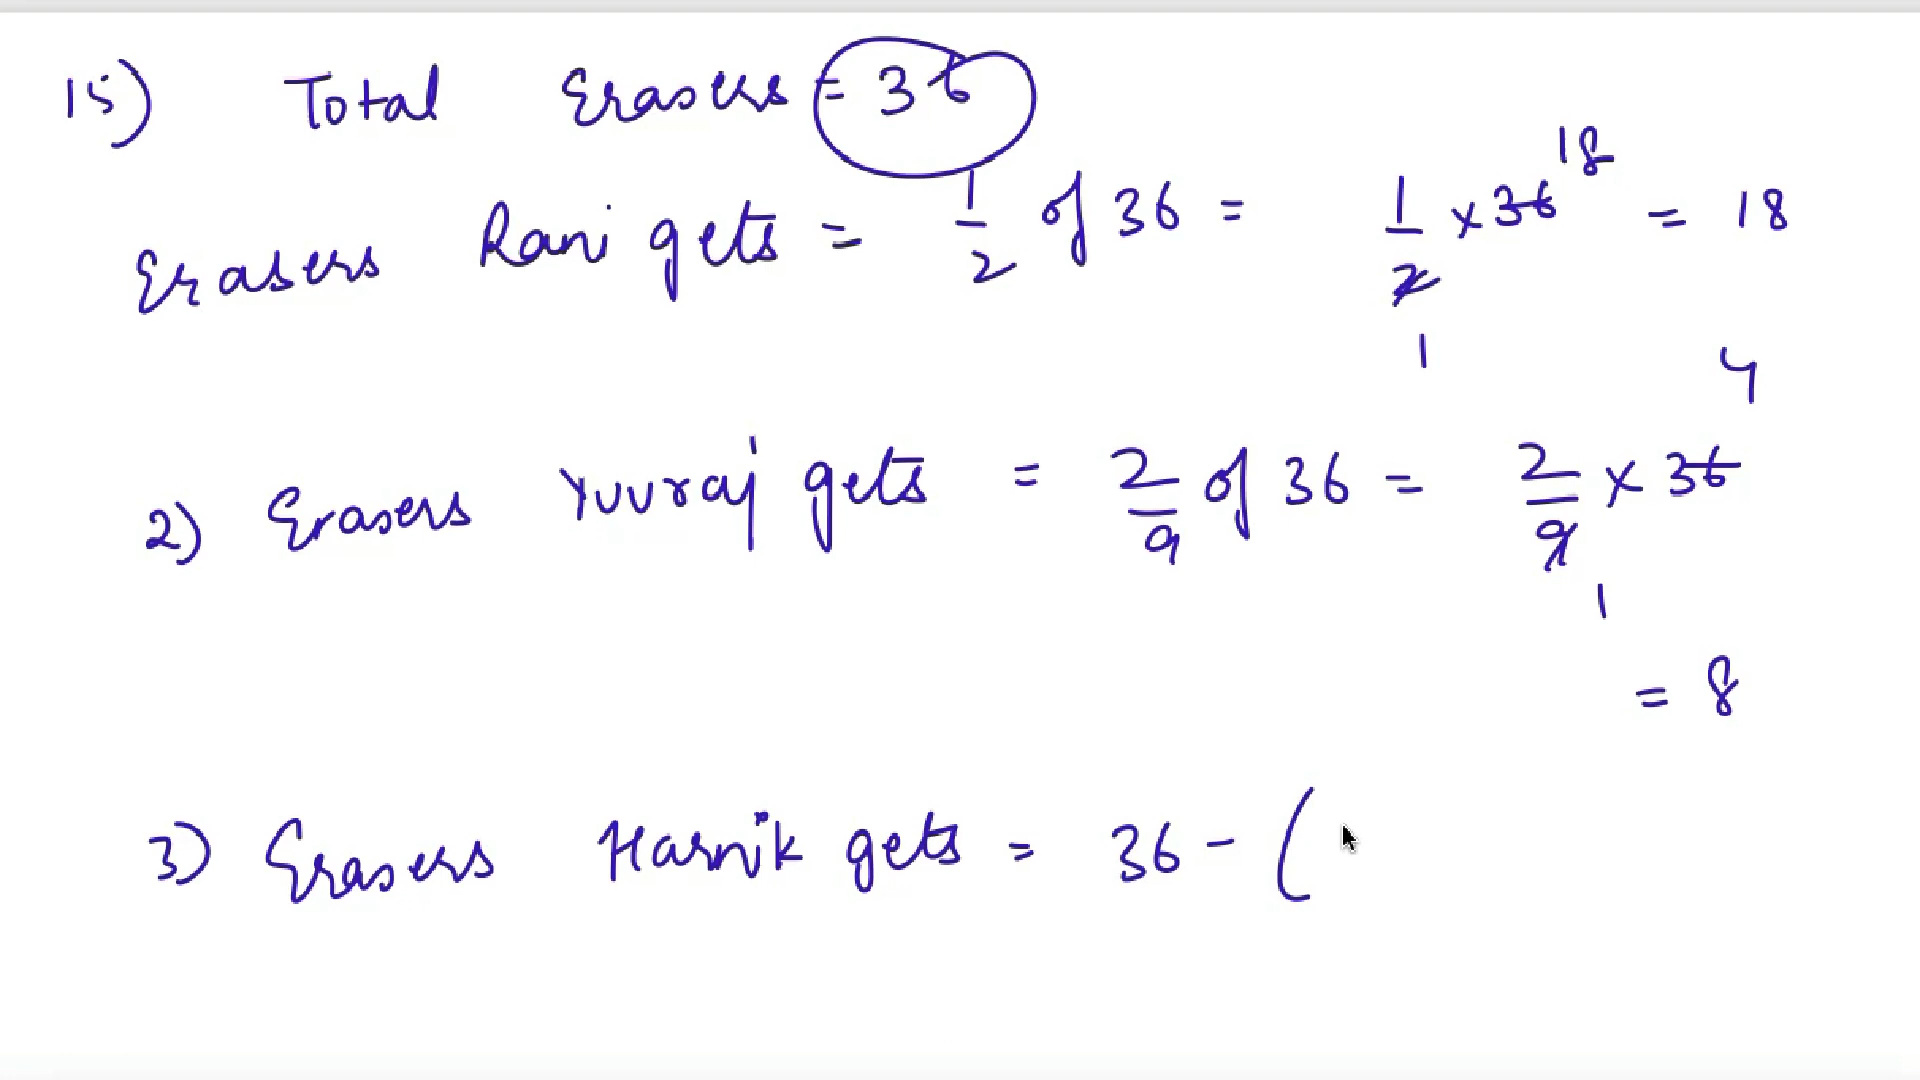 15) Total Erasers = 36
Erasers Rani gets = 1/2 of 36 = 1/2 x 36 18 = 18
1
4
2) Erasers Yuvraj gets = 2/9 of 36 = 2/9 x 36
1
= 8
3) Erasers Harnik gets = 36 - (